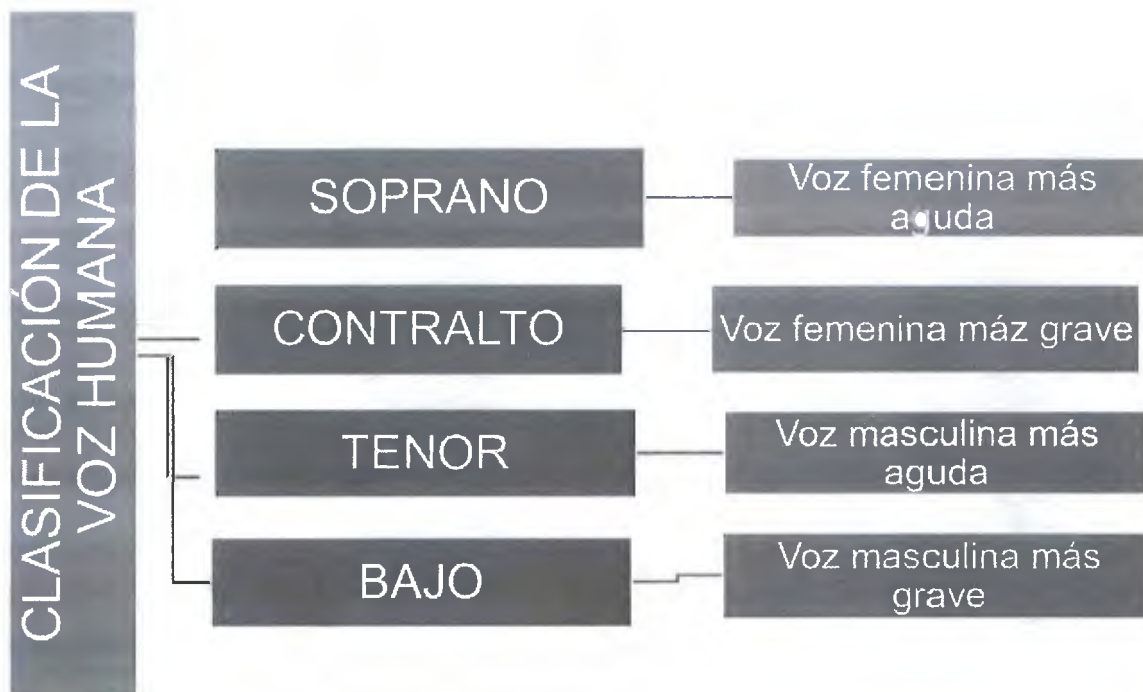 CLASIFICACIÓN DE LA
VOZ HUMANA
SOPRANO
Voz femenina más
aguda
CONTRALTO
Voz femenina máz grave
TENOR
Voz masculina más
aguda
BAJO
Voz masculina más
grave